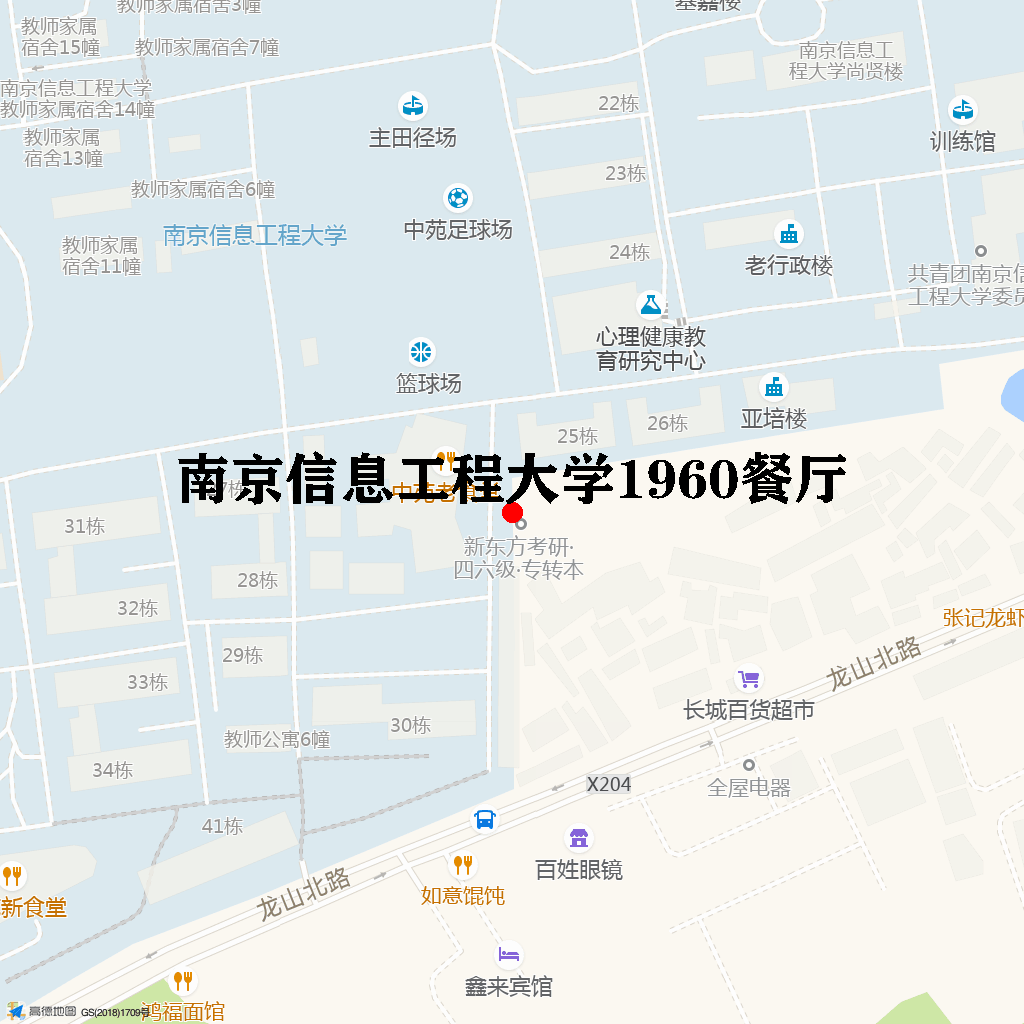 教师家属宿舍3幢
基嘉楼
教师家属
宿舍15幢
教师家属宿舍7幢
南京信息工
程大学尚贤楼
南京信息工程大学
教师家属宿舍14幢
22栋
主田径场
训练馆
教师家属
宿舍13幢
23栋
教师家属宿舍6幢
中苑足球场
南京信息工程大学
教师家属
宿舍11幢
24栋
老行政楼
共青团南京信
工程大学委员
心理健康教
育研究中心
篮球场
亚培楼
26栋
25栋
南京信息工程大学1960餐厅
31栋
新东方考研·
四六级·专转本
28栋
32栋
张记龙虾
29栋
龙山北路
33栋
长城百货超市
30栋
教师公寓6幢
34栋
X204
全屋电器
41栋
百姓眼镜
龙山北路
如意馄饨
新食堂
鑫来宾馆
鸿福面馆
高德地图 GS(2018)1709号